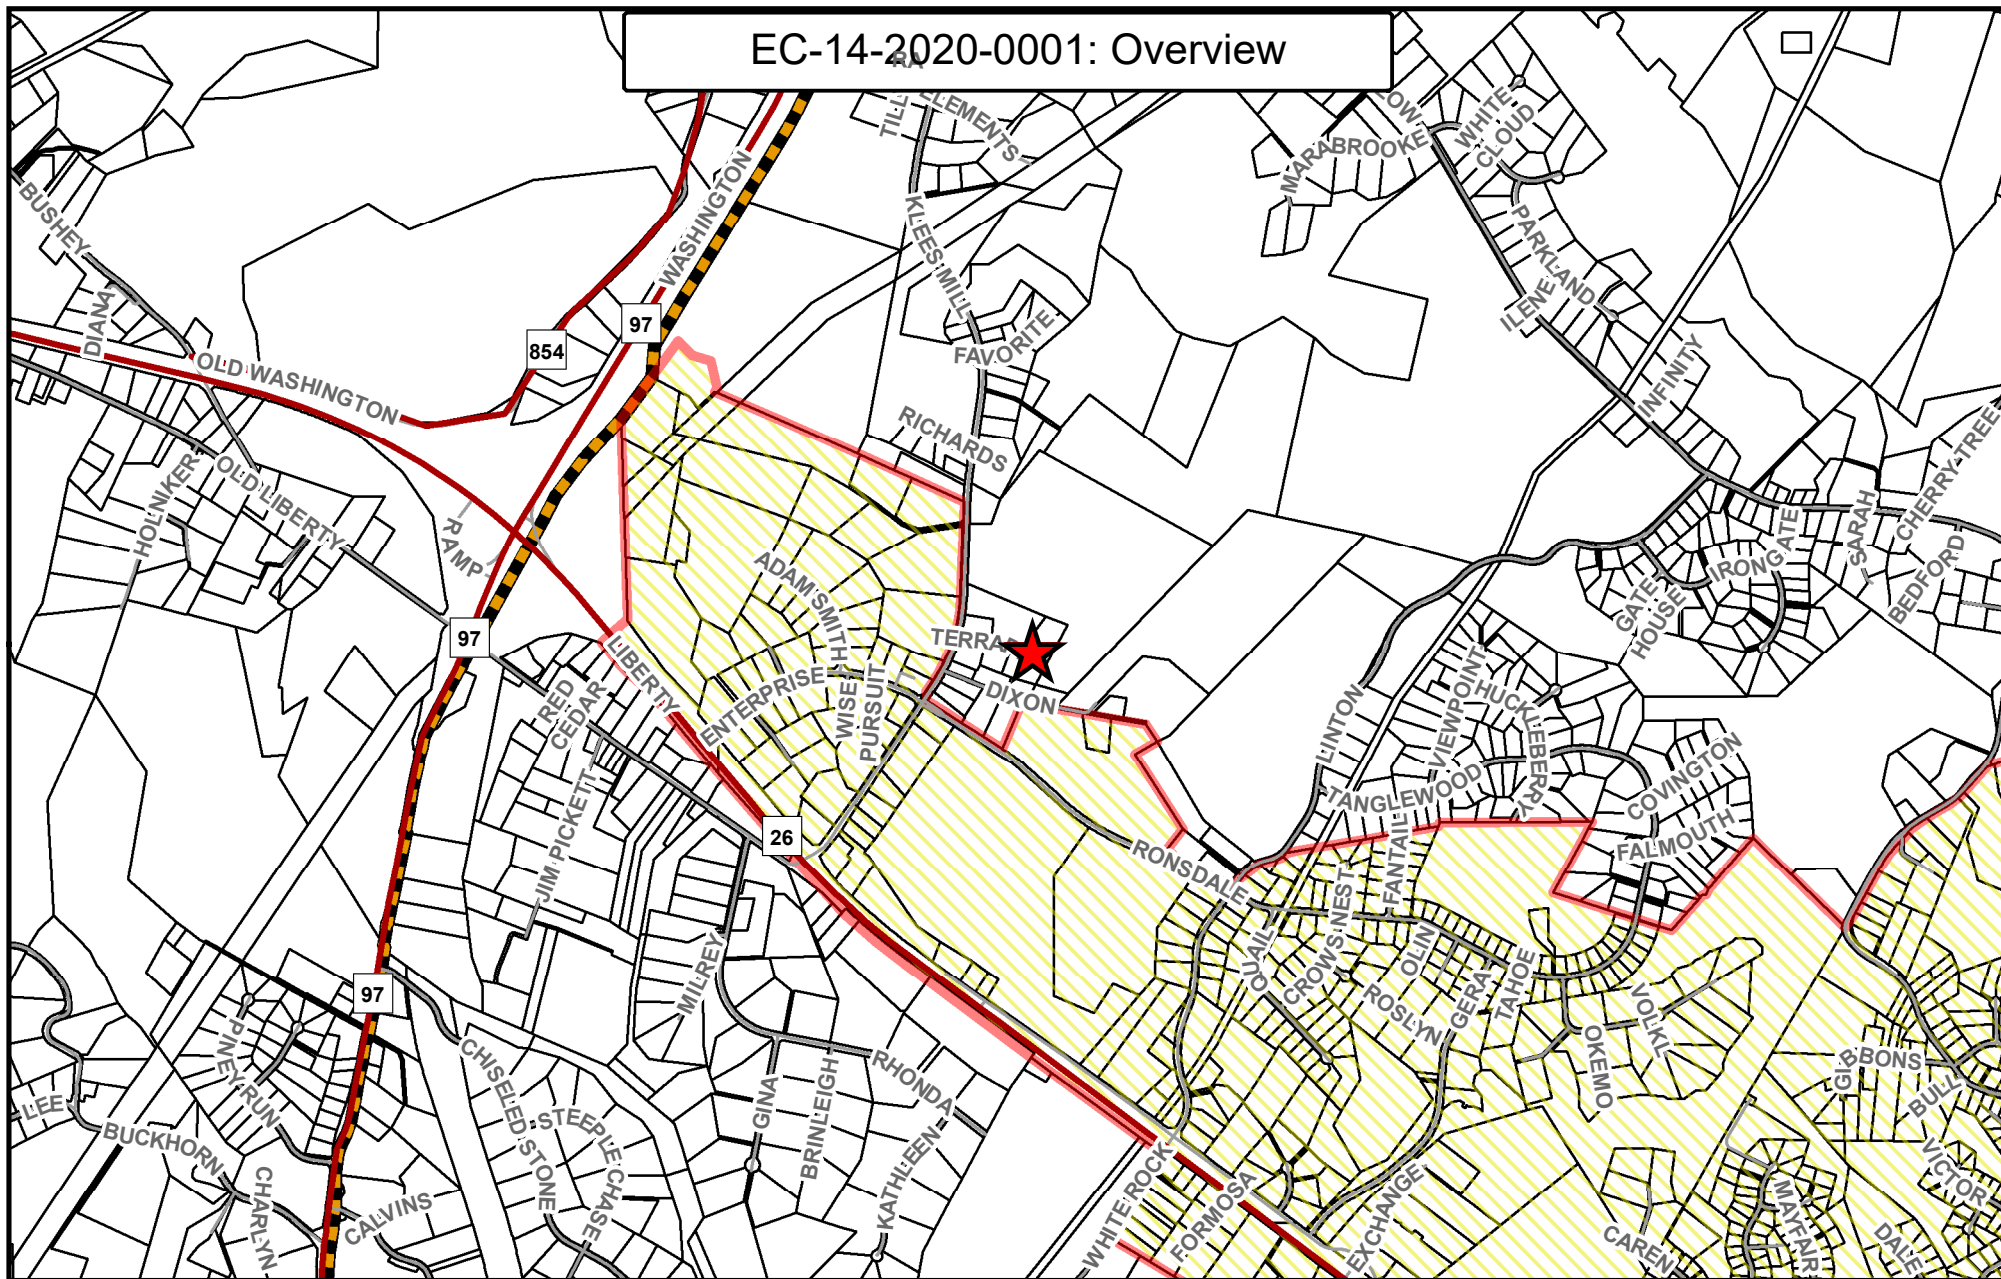 EC-14-2020-0001: Overview
RA
TILL
CLEMENTS
WHITE
CLOUD
MARABROOKE
WASHINGTON
BUSHEY
KLEES MILL
PARKLAND
ILENE
DIANA
97
854
FAVORITE
OLD WASHINGTON
INFINITY
RICHARDS
CHERRY TREE
HOLNIKER
OLD LIBERTY
RAMP
SARAH
IRONGATE
BEDFORD
GATE
HOUSE
ADAM SMITH
TERRA
97
LIBERTY
RED
CEDAR
ENTERPRISE
WISE
PURSUIT
DIXON
LINTON
VIEWPOINT
HUCKLEBERRY
TANGLEWOOD
COVINGTON
FALMOUTH
JIM PICKETT
26
RONSDALE
FANTAIL
CROWS NEST
QUAIL
OLIN
GERA
TAHOE
ROSLYN
VOLKL
OKEMO
MILREY
97
PINEY RUN
CHISELED STONE
STEEPLE CHASE
GINA
BRINLEIGH
RHONDA
KATHLEEN
GIBBONS
BULL
LEE
BUCKHORN
CHARLYN
CALVINS
WHITE ROCK
FORMOSA
EXCHANGE
CAREN
MAYFAIR
VICTOR
DALE